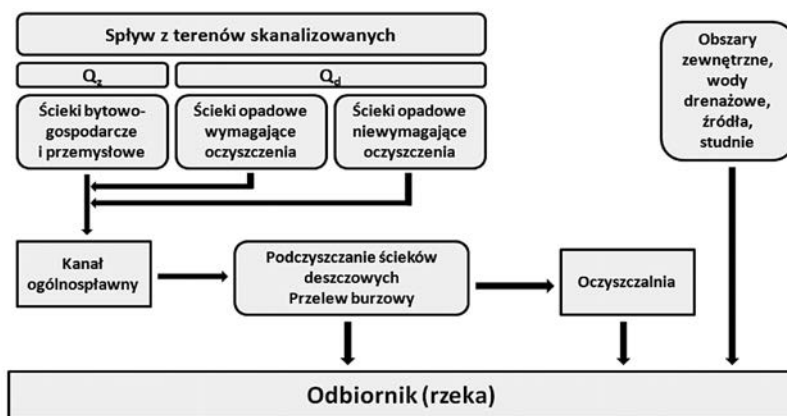 Spływ z terenów skanalizowanych
Qz
Qd
Ścieki bytowo-
gospodarcze
i przemysłowe
Ścieki opadowe
wymagające
oczyszczenia
Ścieki opadowe
niewymagające
oczyszczenia
Obszary
zewnętrzne,
wody
drenażowe,
źródła,
studnie
Kanał
ogólnospławny
Podczyszczanie ścieków
deszczowych
Przelew burzowy
Oczyszczalnia
Odbiornik (rzeka)